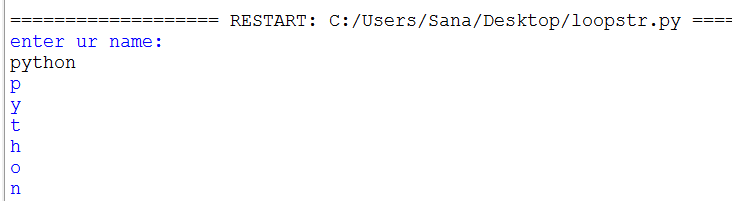 ==================== RESTART: C:/Users/Sana/Desktop/loopstr.py ====
enter ur name:
python
p
y
t
h
o
n